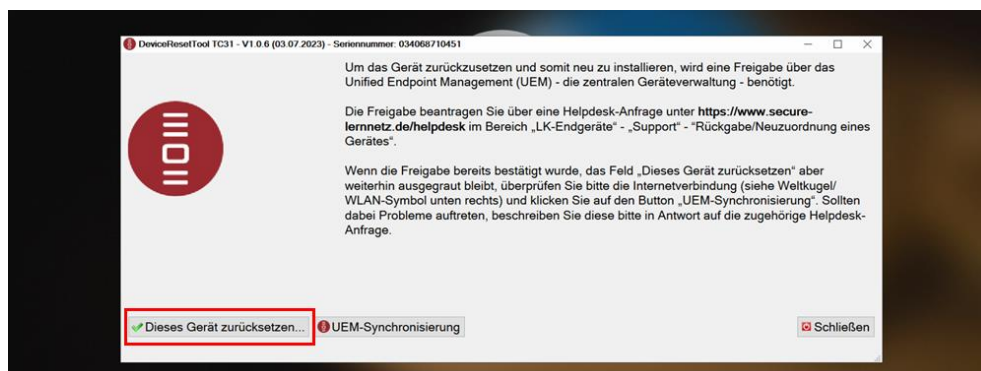 DeviceResetTool TC31 - V1.0.6 (03.07.2023) - Seriennummer: 034068710451
Um das Gerät zurückzusetzen und somit neu zu installieren, wird eine Freigabe über das
Unified Endpoint Management (UEM) - die zentralen Geräteverwaltung - benötigt.
Die Freigabe beantragen Sie über eine Helpdesk-Anfrage unter https://www.secure-
lernnetz.de/helpdesk im Bereich „LK-Endgeräte“ - „Support“ - "Rückgabe/Neuzuordnung eines
Gerätes“.
Wenn die Freigabe bereits bestätigt wurde, das Feld „Dieses Gerät zurücksetzen“ aber
weiterhin ausgegraut bleibt, überprüfen Sie bitte die Internetverbindung (siehe Weltkugel/
WLAN-Symbol unten rechts) und klicken Sie auf den Button „UEM-Synchronisierung“. Sollten
dabei Probleme auftreten, beschreiben Sie diese bitte in Antwort auf die zugehörige Helpdesk-
Anfrage.
Dieses Gerät zurücksetzen... UEM-Synchronisierung Schließen